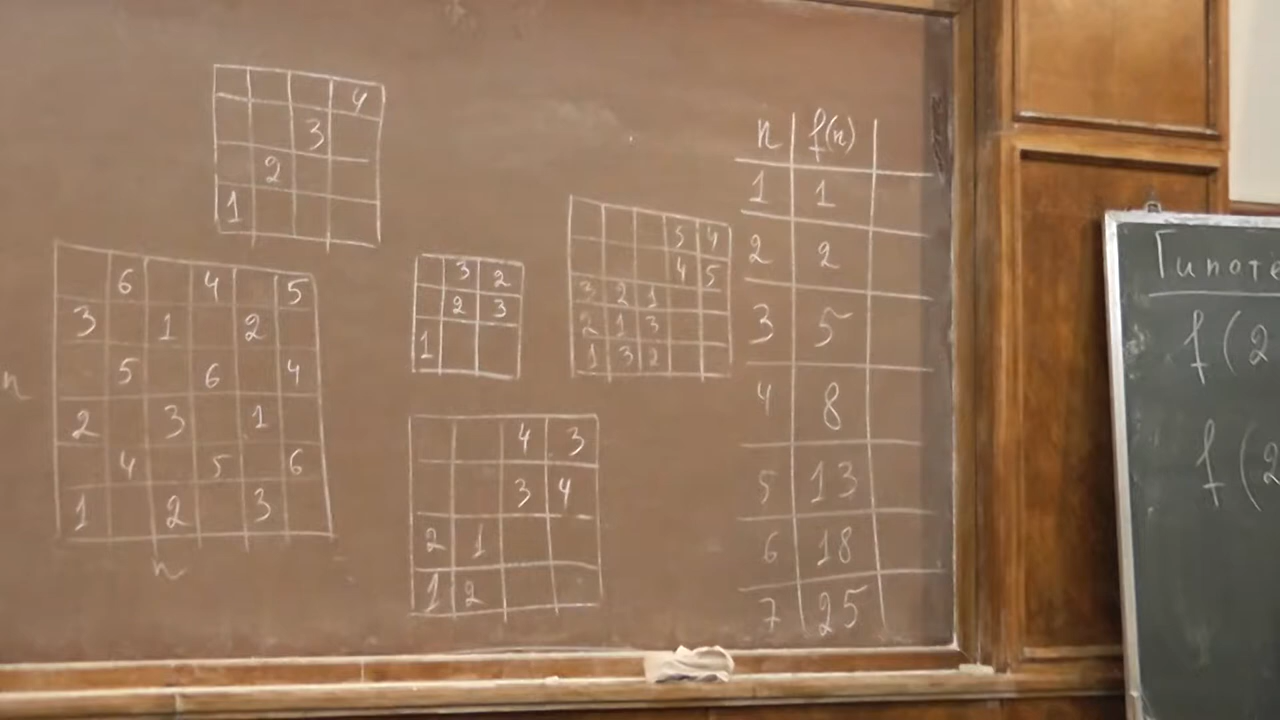 4
3
2
1
6 4 5
3 1 2
5 6 4
2 3 1
4 5 6
1 2 3
n
n
3 2
2 3
1
5 4
4 5
3 2 1
2 1 3
1 3 2
4 3
3 4
2 1
1 2
n f(n)
1 1
2 2
3 5
4 8
5 13
6 18
7 25
f(2
f(2